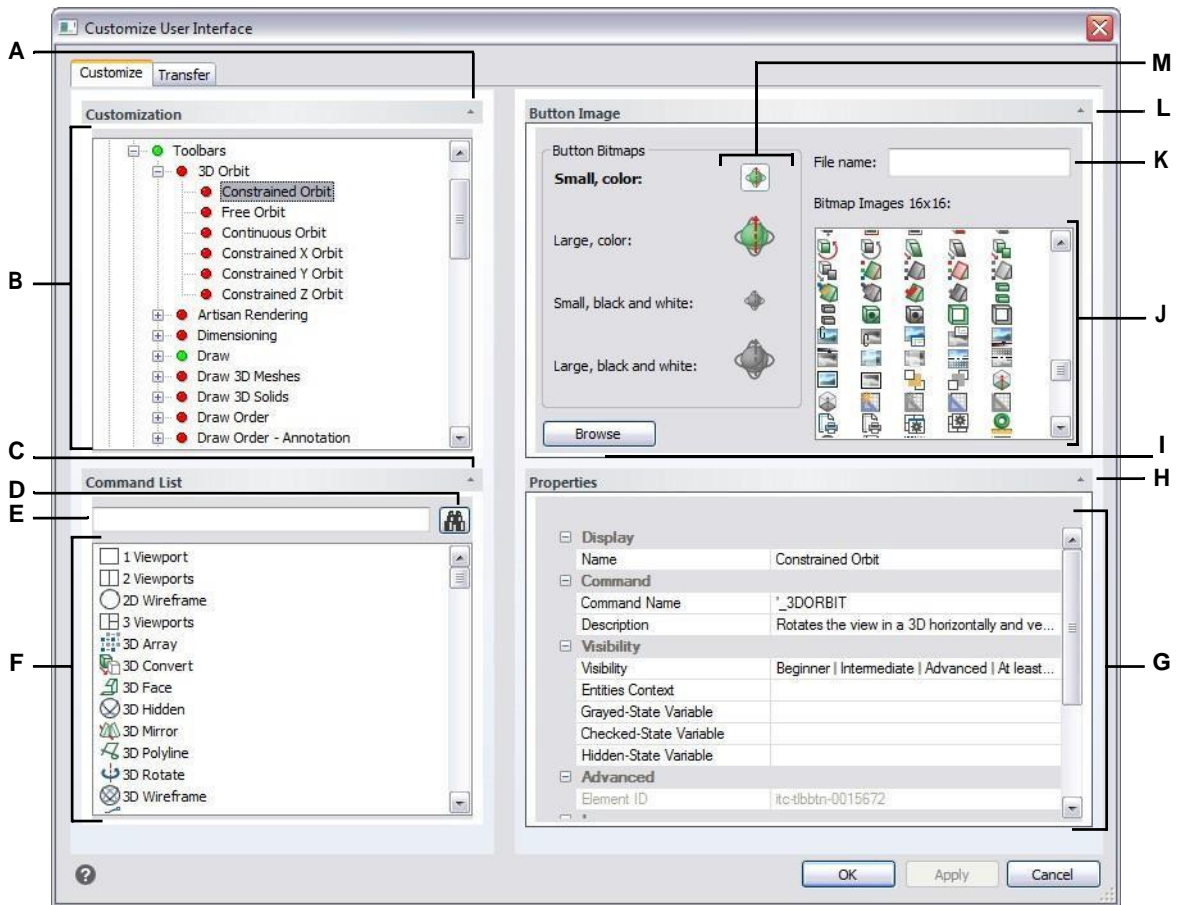 Customize User Interface
A
Customize Transfer
M
Customization
Button Image
L
Toolbars
3D Orbit
Constrained Orbit
Free Orbit
Continuous Orbit
Constrained X Orbit
Constrained Y Orbit
Constrained Z Orbit
Artisan Rendering
Dimensioning
Draw
Draw 3D Meshes
Draw 3D Solids
Draw Order
Draw Order - Annotation
B
Button Bitmaps
Small, color:
Large, color:
Small, black and white:
Large, black and white:
Browse
File name:
K
Bitmap Images 16x16:
J
I
C
Command List
D
E
F
1 Viewport
2 Viewports
2D Wireframe
3 Viewports
3D Array
3D Convert
3D Face
3D Hidden
3D Mirror
3D Polyline
3D Rotate
3D Wireframe
Properties
H
Display
Name Constrained Orbit
Command
Command Name '_3DORBIT
Description Rotates the view in a 3D horizontally and ve...
Visibility
Visibility Beginner | Intermediate | Advanced | At least...
Entities Context
Grayed-State Variable
Checked-State Variable
Hidden-State Variable
Advanced
Element ID itc-tlbbtn-0015672
G
? OK Apply Cancel